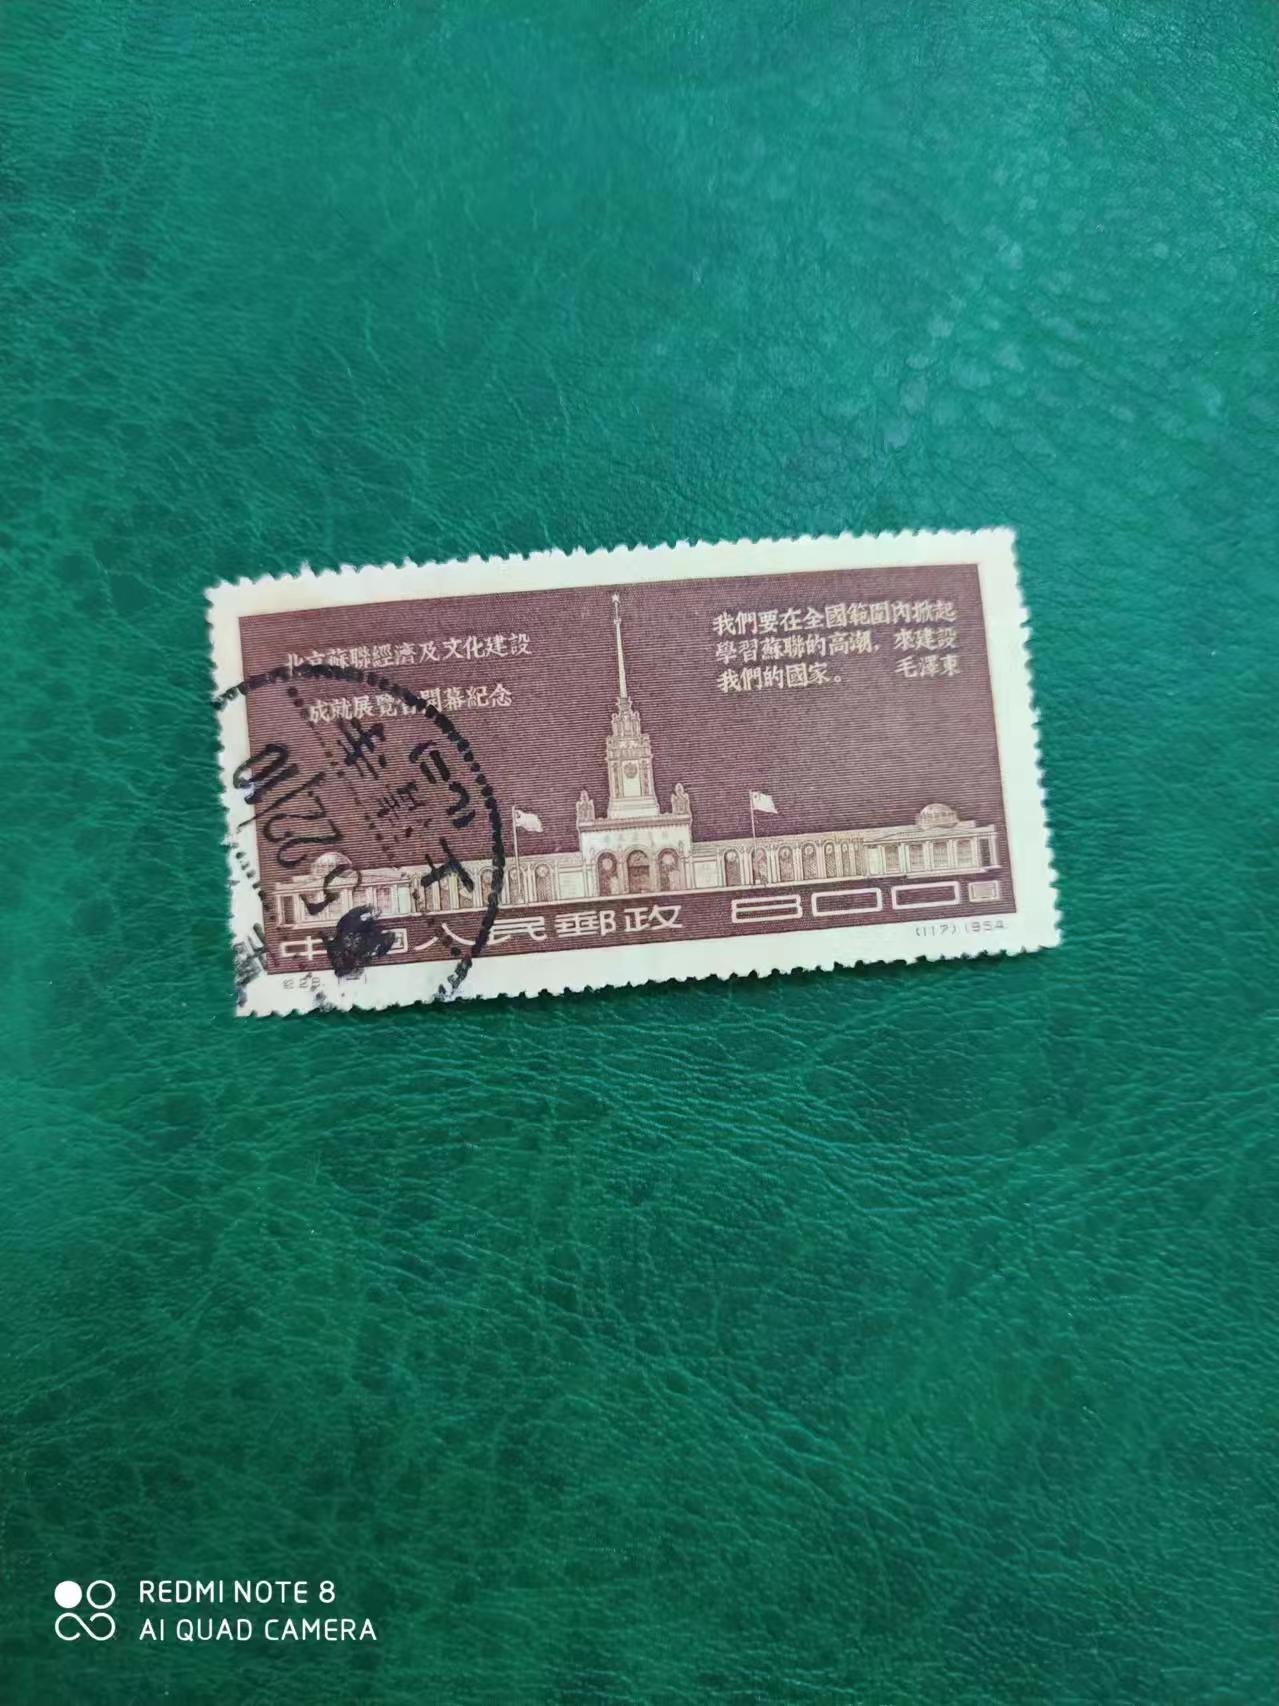 北京蘇聯經濟及文化建設
成就展覽會開幕紀念
我們要在全國範圍內掀起
學習蘇聯的高潮，來建設
我們的國家。 毛澤東
中國人民郵政 800
紀28.
(117) 1954
REDMI NOTE 8
AI QUAD CAMERA